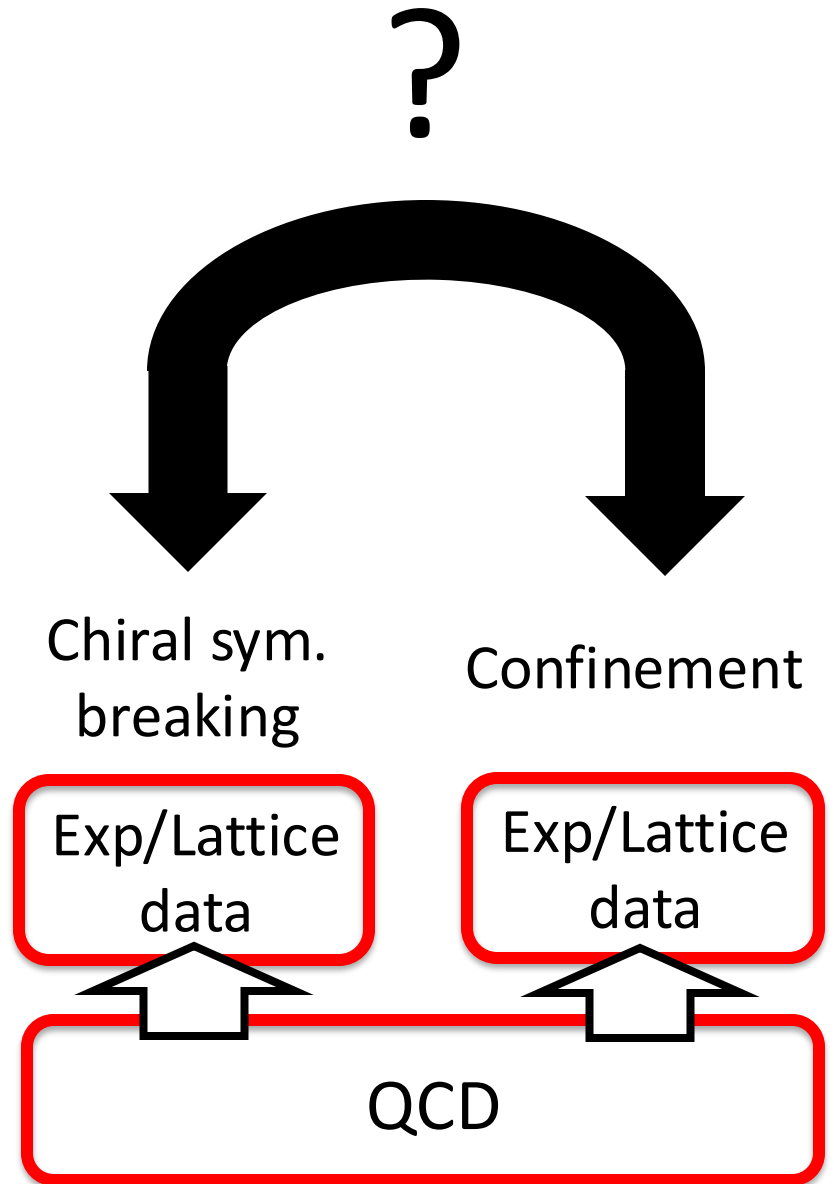 ?
Chiral sym.
breaking
Confinement
Exp/Lattice
data
Exp/Lattice
data
QCD